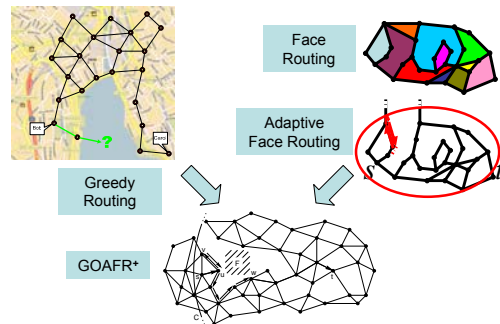 Bob
?
Carol
Face
Routing
Adaptive
Face Routing
s
t
Greedy
Routing
GOAFR+
v
F
w
s
u
t
C